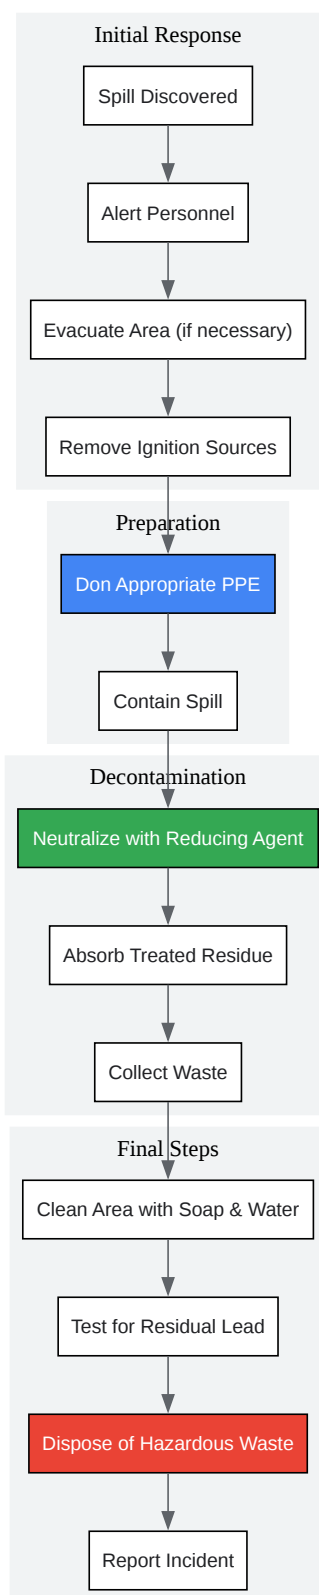 Initial Response
Spill Discovered
Alert Personnel
Evacuate Area (if necessary)
Remove Ignition Sources
Preparation
Don Appropriate PPE
Contain Spill
Decontamination
Neutralize with Reducing Agent
Absorb Treated Residue
Collect Waste
Final Steps
Clean Area with Soap & Water
Test for Residual Lead
Dispose of Hazardous Waste
Report Incident